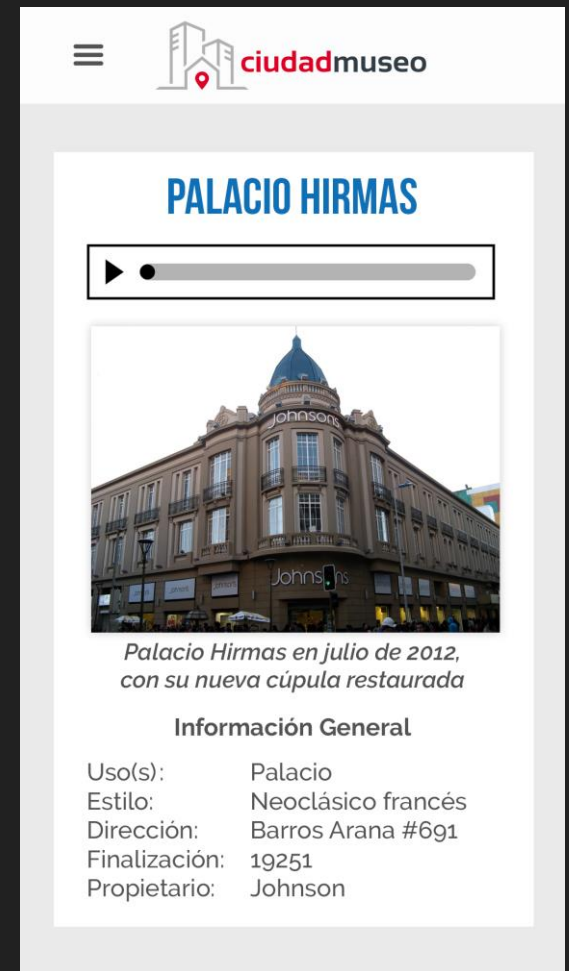 ciudadmuseo
PALACIO HIRMAS
Johnsons
Johnsons
Palacio Hirmas en julio de 2012,
con su nueva cúpula restaurada
Información General
Uso(s): Palacio
Estilo: Neoclásico francés
Dirección: Barros Arana #691
Finalización: 19251
Propietario: Johnson